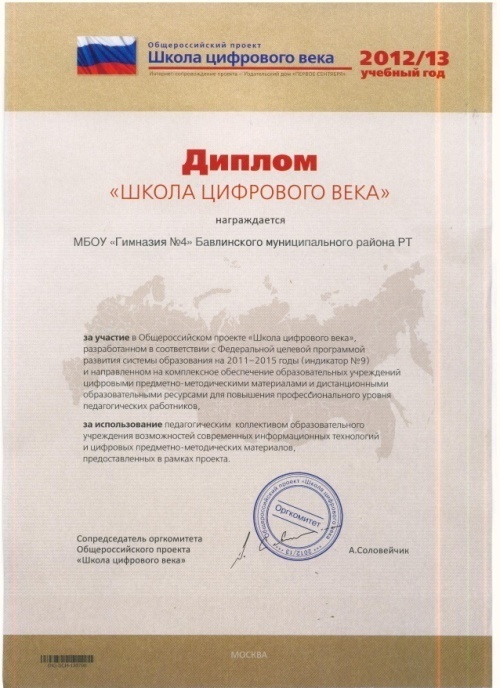 Общероссийский проект
Школа цифрового века
Интернет-сопровождение проекта – Издательский дом «ПЕРВОЕ СЕНТЯБРЯ»
2012/13
учебный год
Диплом
«ШКОЛА ЦИФРОВОГО ВЕКА»
награждается
МБОУ «Гимназия №4» Бавлинского муниципального района РТ
за участие в Общероссийском проекте «Школа цифрового века»,
разработанном в соответствии с Федеральной целевой программой
развития системы образования на 2011–2015 годы (индикатор №9)
и направленном на комплексное обеспечение образовательных учреждений
цифровыми предметно-методическими материалами и дистанционными
образовательными ресурсами для повышения профессионального уровня
педагогических работников,
за использование педагогическим коллективом образовательного
учреждения возможностей современных информационных технологий
и цифровых предметно-методических материалов,
предоставленных в рамках проекта.
Общероссийский проект «Школа цифрового века»
Оргкомитет
2012/13
Сопредседатель оргкомитета
Общероссийского проекта
«Школа цифрового века»
А.Соловейчик
МОСКВА